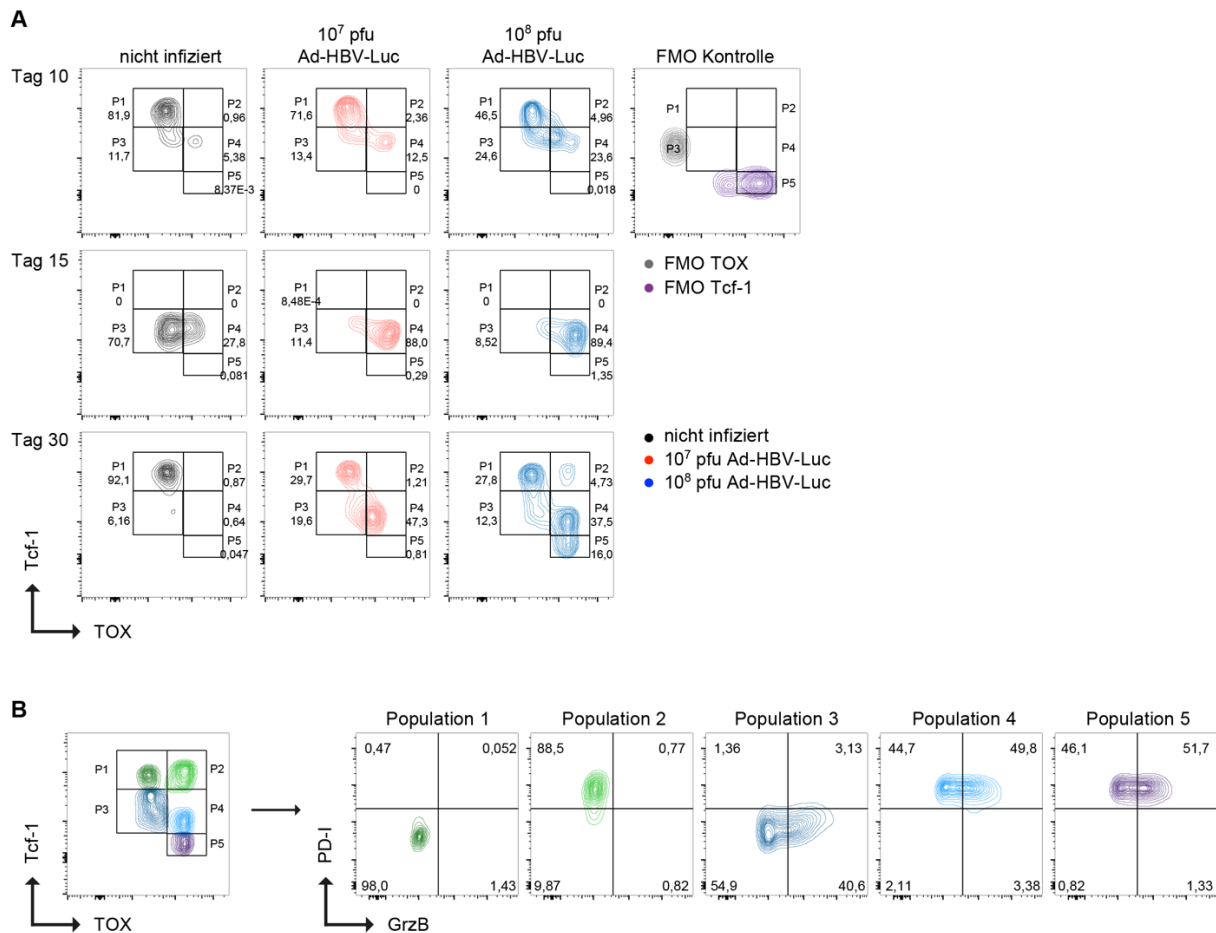 A
nicht infiziert
10⁷ pfu
Ad-HBV-Luc
10⁸ pfu
Ad-HBV-Luc
FMO Kontrolle
Tag 10
P1
81,9
P2
0,96
P3
11,7
P4
5,38
P5
8,37E-3
P1
71,6
P2
2,36
P3
13,4
P4
12,5
P5
0
P1
46,5
P2
4,96
P3
24,6
P4
23,6
P5
0,018
P1
P2
P3
P4
P5
Tag 15
P1
0
P2
0
P3
70,7
P4
27,8
P5
0,081
P1
8,48E-4
P2
0
P3
11,4
P4
88,0
P5
0,29
P1
0
P2
0
P3
8,52
P4
89,4
P5
1,35
FMO TOX
FMO Tcf-1
Tag 30
P1
92,1
P2
0,87
P3
6,16
P4
0,64
P5
0,047
P1
29,7
P2
1,21
P3
19,6
P4
47,3
P5
0,81
P1
27,8
P2
4,73
P3
12,3
P4
37,5
P5
16,0
nicht infiziert
10⁷ pfu Ad-HBV-Luc
10⁸ pfu Ad-HBV-Luc
Tcf-1
TOX
B
P1
P2
P3
P4
P5
Tcf-1
TOX
Population 1
Population 2
Population 3
Population 4
Population 5
0,47
0,052
98,0
1,43
88,5
0,77
9,87
0,82
1,36
3,13
54,9
40,6
44,7
49,8
2,11
3,38
46,1
51,7
0,82
1,33
PD-I
GrzB